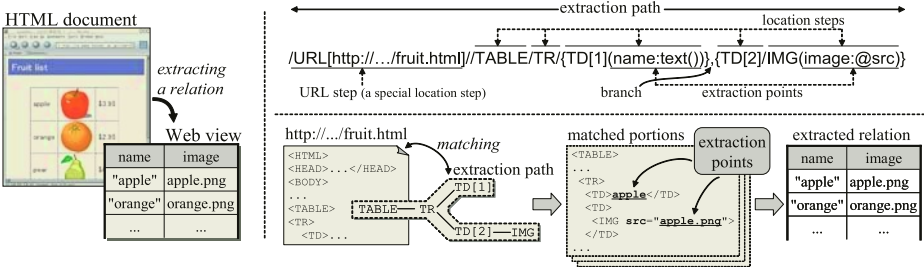 HTML document
Fruit list
apple
orange
pear
extracting
a relation
Web view
name image
"apple" apple.png
"orange" orange.png
... ...
extraction path
location steps
/URL[http://.../fruit.html]//TABLE/TR/{TD[1](name:text())},{TD[2]/IMG(image:@src)}
URL step (a special location step)
branch
extraction points
http://.../fruit.html
matching
<HTML>
<HEAD>...</HEAD>
<BODY>
...
<TABLE>
<TR>
<TD>...
extraction path
TD[1]
TABLE TR
TD[2] IMG
matched portions
<TABLE>
...
<TR>
<TD>apple</TD>
<TD>
<IMG src="apple.png">
</TD>
...
extraction
points
extracted relation
name image
"apple" apple.png
"orange" orange.png
... ...